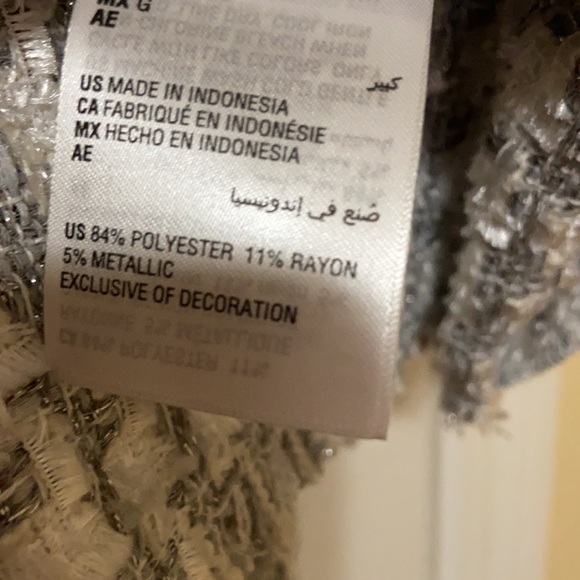 MX G
AE
كبير
US MADE IN INDONESIA
CA FABRIQUÉ EN INDONÉSIE
MX HECHO EN INDONESIA
AE
صُنع في إندونيسيا
US 84% POLYESTER 11% RAYON
5% METALLIC
EXCLUSIVE OF DECORATION